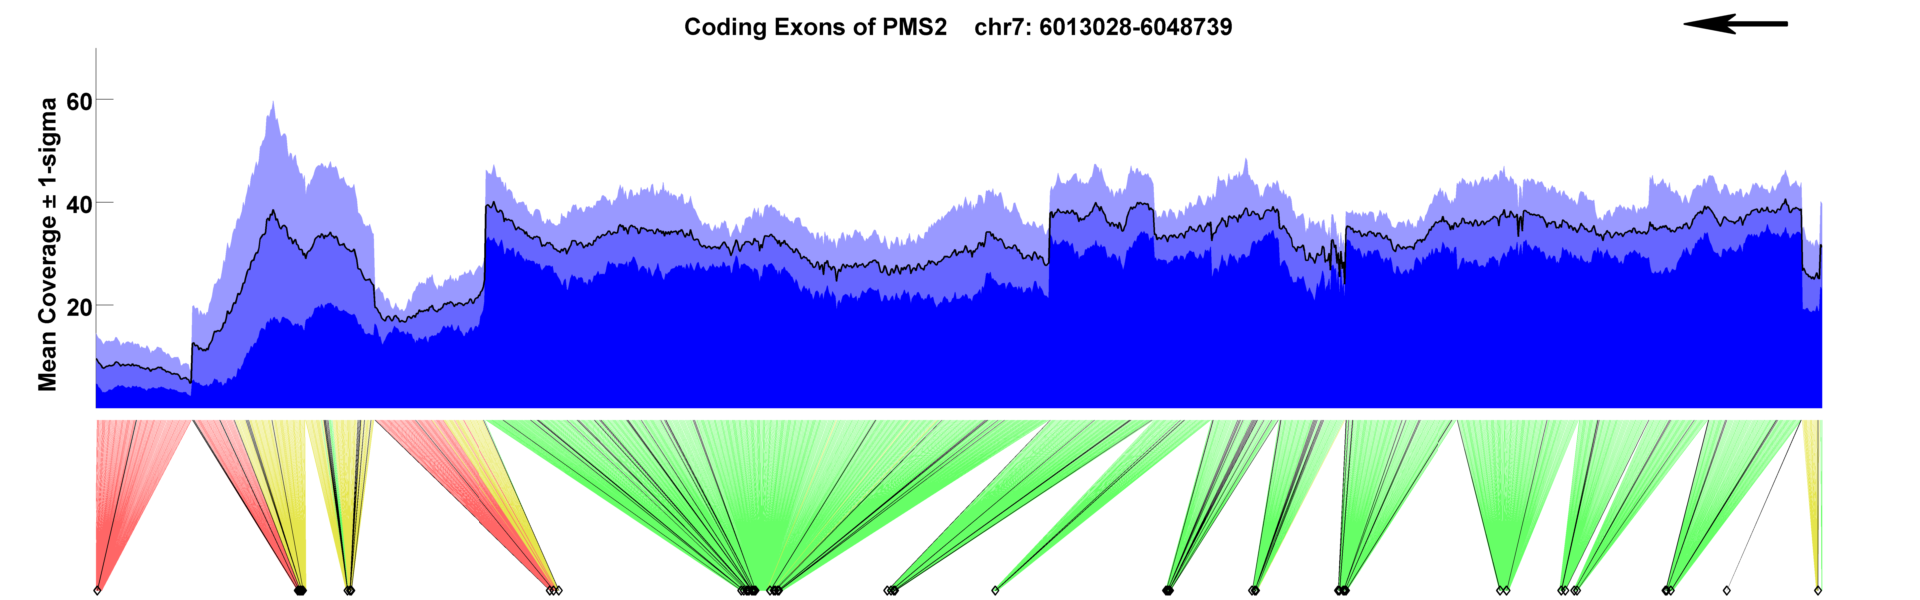 Coding Exons of PMS2 chr7: 6013028-6048739
Mean Coverage ± 1-sigma
60
40
20